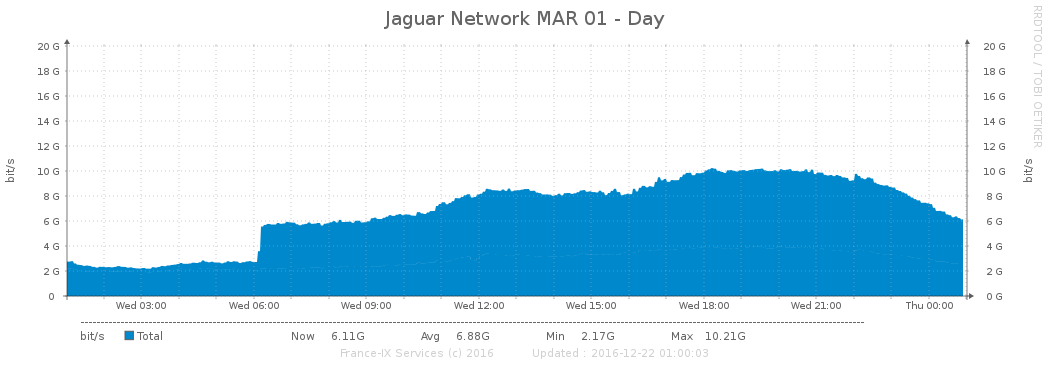 Jaguar Network MAR 01 - Day
RRDTOOL / TOBI OETIKER
20 G 20 G
18 G 18 G
16 G 16 G
14 G 14 G
12 G 12 G
10 G 10 G
8 G 8 G
6 G 6 G
4 G 4 G
2 G 2 G
0 0 G
bit/s
bit/s
Wed 03:00 Wed 06:00 Wed 09:00 Wed 12:00 Wed 15:00 Wed 18:00 Wed 21:00 Thu 00:00
bit/s Total Now 6.11G Avg 6.88G Min 2.17G Max 10.21G
France-IX Services (c) 2016 Updated : 2016-12-22 01:00:03